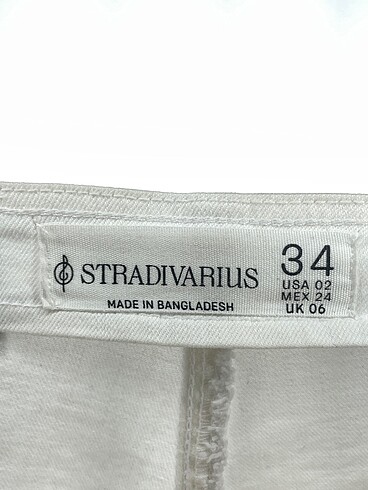 STRADIVARIUS
MADE IN BANGLADESH
34
USA 02
MEX 24
UK 06